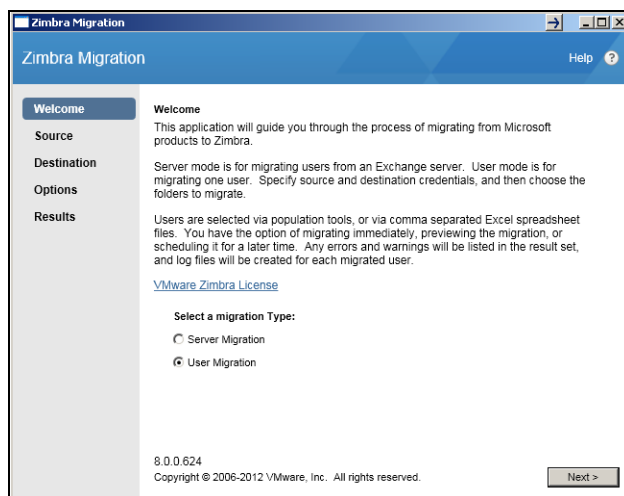 Zimbra Migration
Zimbra Migration
Help ?
Welcome
Source
Destination
Options
Results
Welcome
This application will guide you through the process of migrating from Microsoft
products to Zimbra.
Server mode is for migrating users from an Exchange server.  User mode is for
migrating one user.  Specify source and destination credentials, and then choose the
folders to migrate.
Users are selected via population tools, or via comma separated Excel spreadsheet
files.  You have the option of migrating immediately, previewing the migration, or
scheduling it for a later time.  Any errors and warnings will be listed in the result set,
and log files will be created for each migrated user.
VMware Zimbra License
Select a migration Type:
Server Migration
User Migration
8.0.0.624
Copyright © 2006-2012 VMware, Inc.  All rights reserved.
Next >